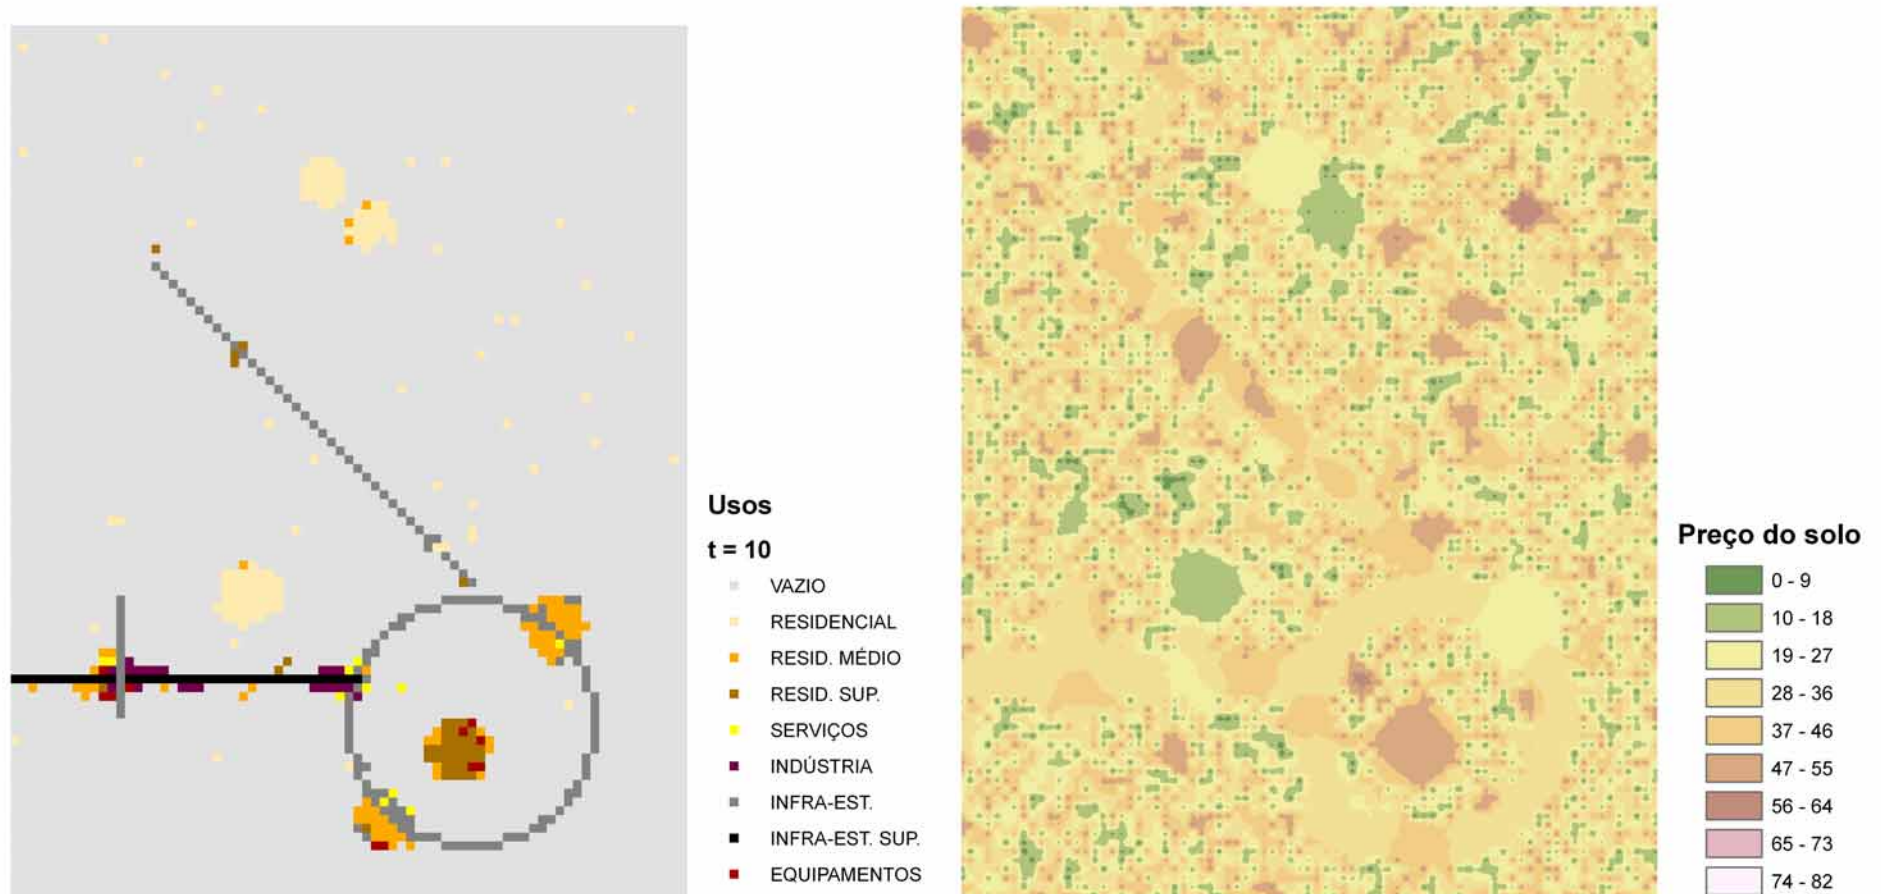 Usos
t = 10
VAZIO
RESIDENCIAL
RESID. MÉDIO
RESID. SUP.
SERVIÇOS
INDÚSTRIA
INFRA-EST.
INFRA-EST. SUP.
EQUIPAMENTOS
Preço do solo
0 - 9
10 - 18
19 - 27
28 - 36
37 - 46
47 - 55
56 - 64
65 - 73
74 - 82